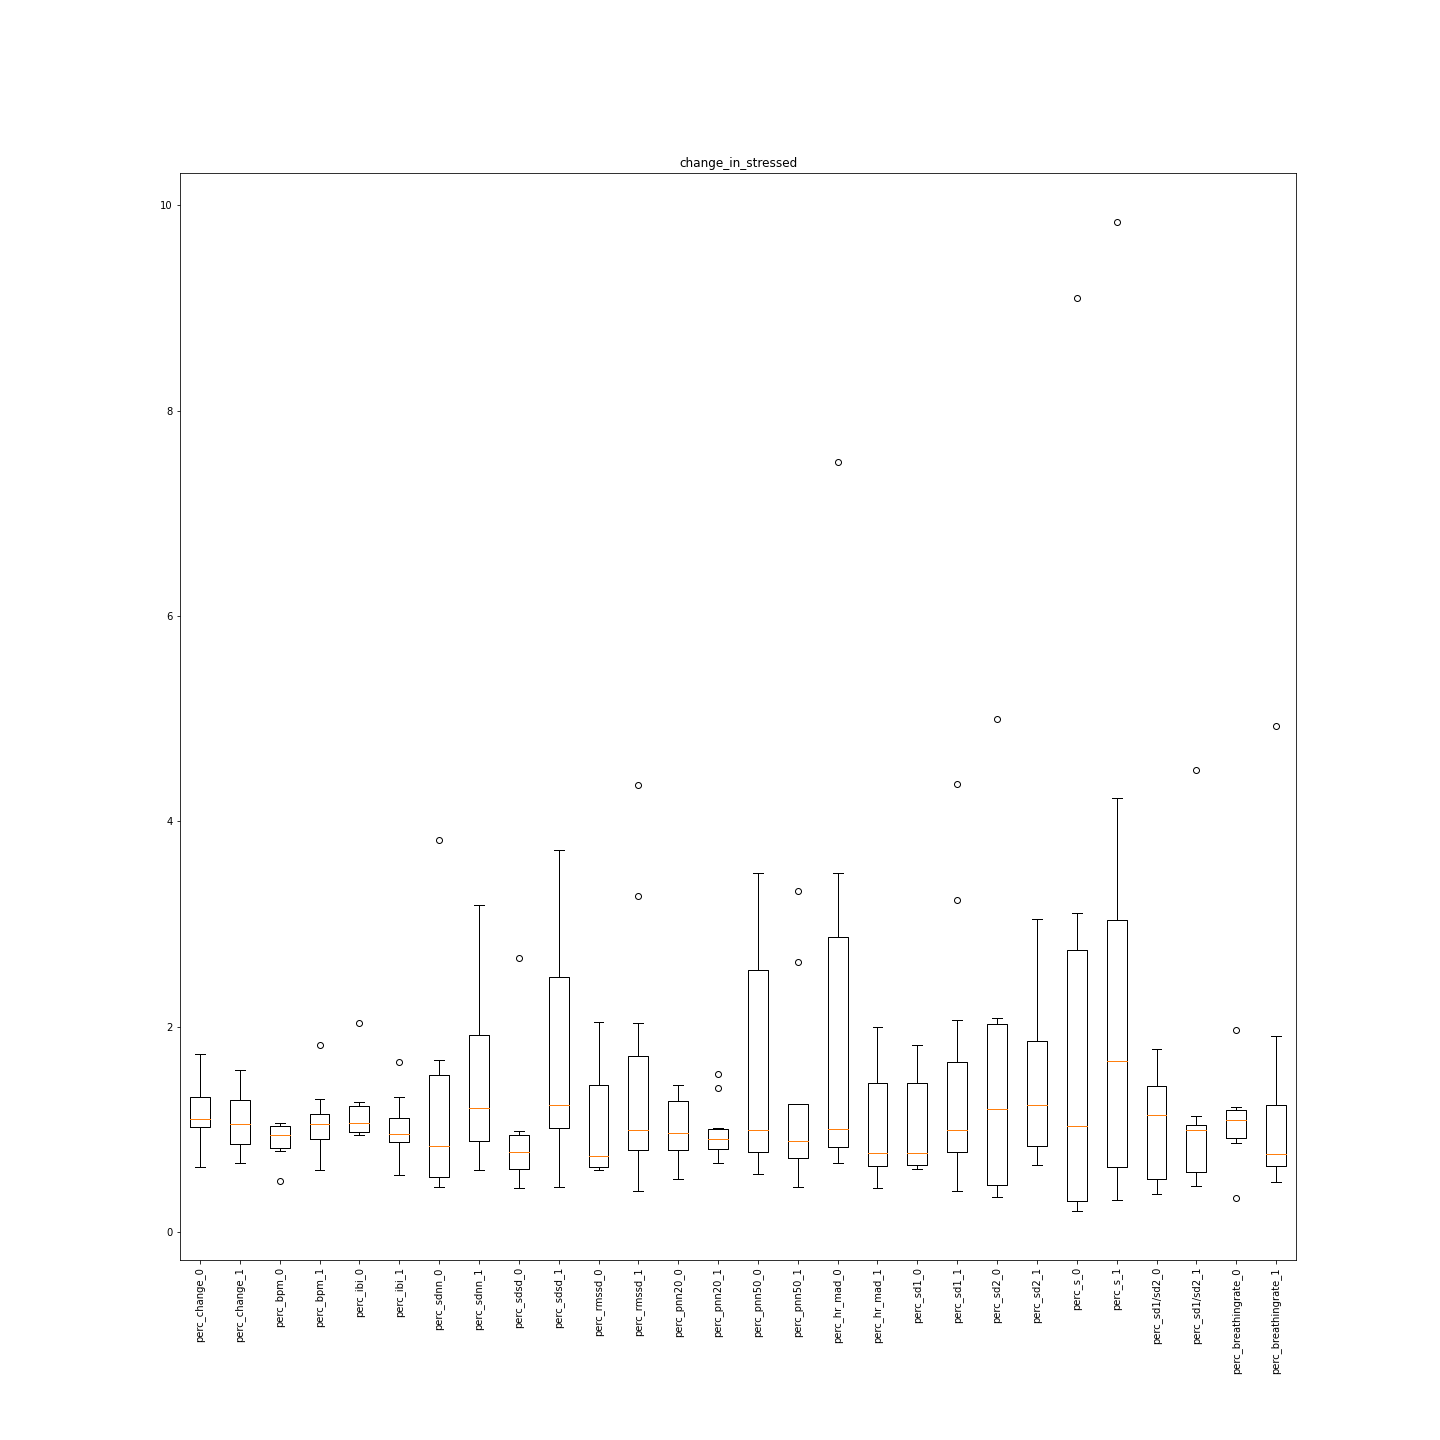 change_in_stressed
10
8
6
4
2
0
perc_change_0
perc_change_1
perc_bpm_0
perc_bpm_1
perc_ibi_0
perc_ibi_1
perc_sdnn_0
perc_sdnn_1
perc_sdsd_0
perc_sdsd_1
perc_rmssd_0
perc_rmssd_1
perc_pnn20_0
perc_pnn20_1
perc_pnn50_0
perc_pnn50_1
perc_hr_mad_0
perc_hr_mad_1
perc_sd1_0
perc_sd1_1
perc_sd2_0
perc_sd2_1
perc_s_0
perc_s_1
perc_sd1/sd2_0
perc_sd1/sd2_1
perc_breathingrate_0
perc_breathingrate_1